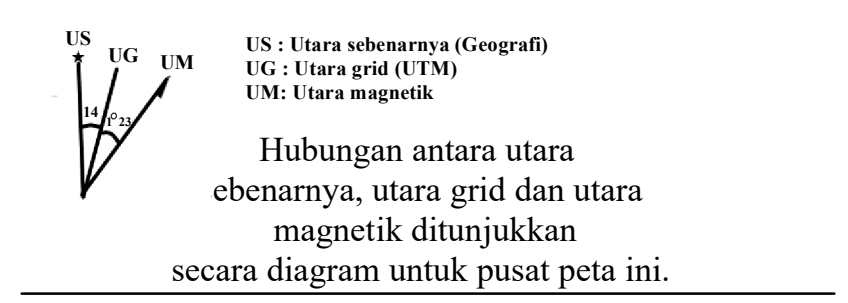 US
UG
UM
14
1° 23
US : Utara sebenarnya (Geografi)
UG : Utara grid (UTM)
UM: Utara magnetik
Hubungan antara utara
ebenarnya, utara grid dan utara
magnetik ditunjukkan
secara diagram untuk pusat peta ini.